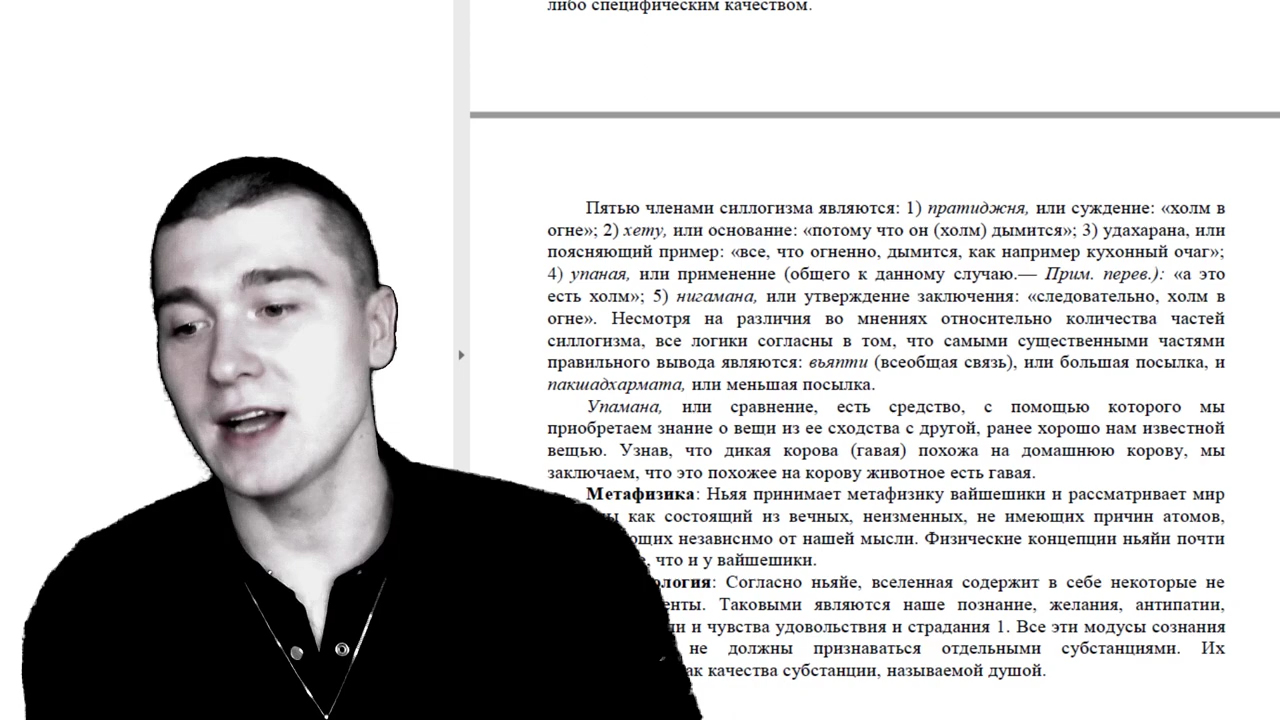 либо специфическим качеством.
Пятью членами силлогизма являются: 1) пратиджня, или суждение: «холм в
огне»; 2) хету, или основание: «потому что он (холм) дымится»; 3) удахарана, или
поясняющий пример: «все, что огненно, дымится, как например кухонный очаг»;
4) упаная, или применение (общего к данному случаю.— Прим. перев.): «а это
есть холм»; 5) нигамана, или утверждение заключения: «следовательно, холм в
огне». Несмотря на различия во мнениях относительно количества частей
силлогизма, все логики согласны в том, что самыми существенными частями
правильного вывода являются: вьяпти (всеобщая связь), или большая посылка, и
пакшадхармата, или меньшая посылка.
Упамана, или сравнение, есть средство, с помощью которого мы
приобретаем знание о вещи из ее сходства с другой, ранее хорошо нам известной
вещью. Узнав, что дикая корова (гавая) похожа на домашнюю корову, мы
заключаем, что это похожее на корову животное есть гавая.
Метафизика: Ньяя принимает метафизику вайшешики и рассматривает мир
как состоящий из вечных, неизменных, не имеющих причин атомов,
независимо от нашей мысли. Физические концепции ньяйи почти
что и у вайшешики.
Согласно ньяйе, вселенная содержит в себе некоторые не
Таковыми являются наше познание, желания, антипатии,
и чувства удовольствия и страдания 1. Все эти модусы сознания
не должны признаваться отдельными субстанциями. Их
качества субстанции, называемой душой.